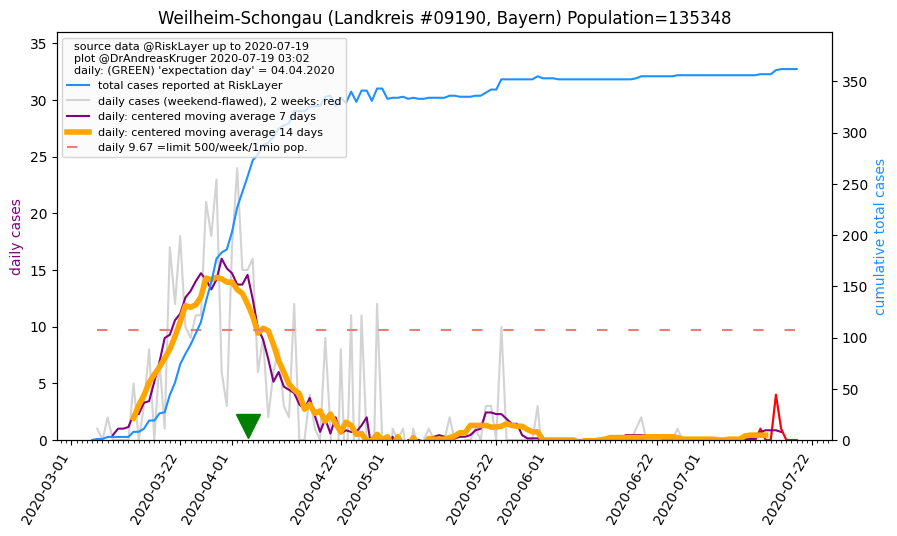 Weilheim-Schongau (Landkreis #09190, Bayern) Population=135348
source data @RiskLayer up to 2020-07-19
plot @DrAndreasKruger 2020-07-19 03:02
daily: (GREEN) 'expectation day' = 04.04.2020
total cases reported at RiskLayer
daily cases (weekend-flawed), 2 weeks: red
daily: centered moving average 7 days
daily: centered moving average 14 days
daily 9.67 =limit 500/week/1mio pop.
daily cases
35
30
25
20
15
10
5
0
cumulative total cases
350
300
250
200
150
100
50
0
2020-03-01
2020-03-22
2020-04-01
2020-04-22
2020-05-01
2020-05-22
2020-06-01
2020-06-22
2020-07-01
2020-07-22